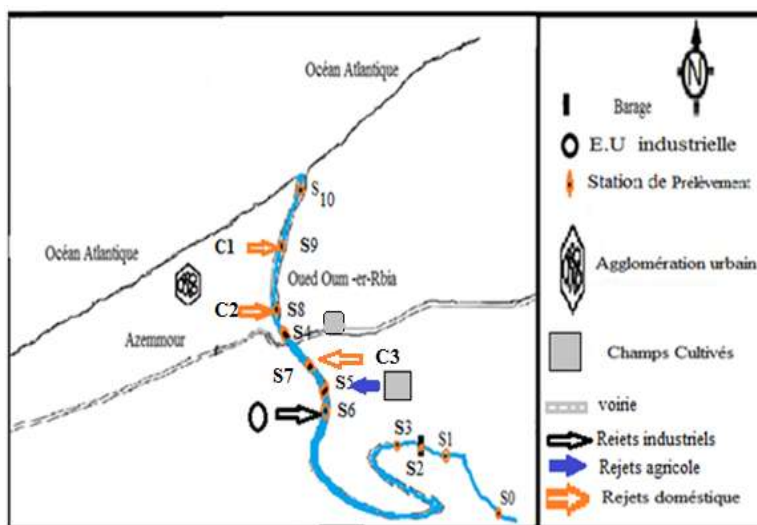 Océan Atlantique
Océan Atlantique
S10
C1
S9
Oued Oum -er-Rbia
C2
S8
Azemmour
S4
C3
S7
S5
S6
S3
S1
S2
S0
N
Barage
E.U industrielle
Station de Prélèvement
Agglomération urbain
Champs Cultivés
voirie
Reiets industriels
Rejets agricole
Rejets doméstique